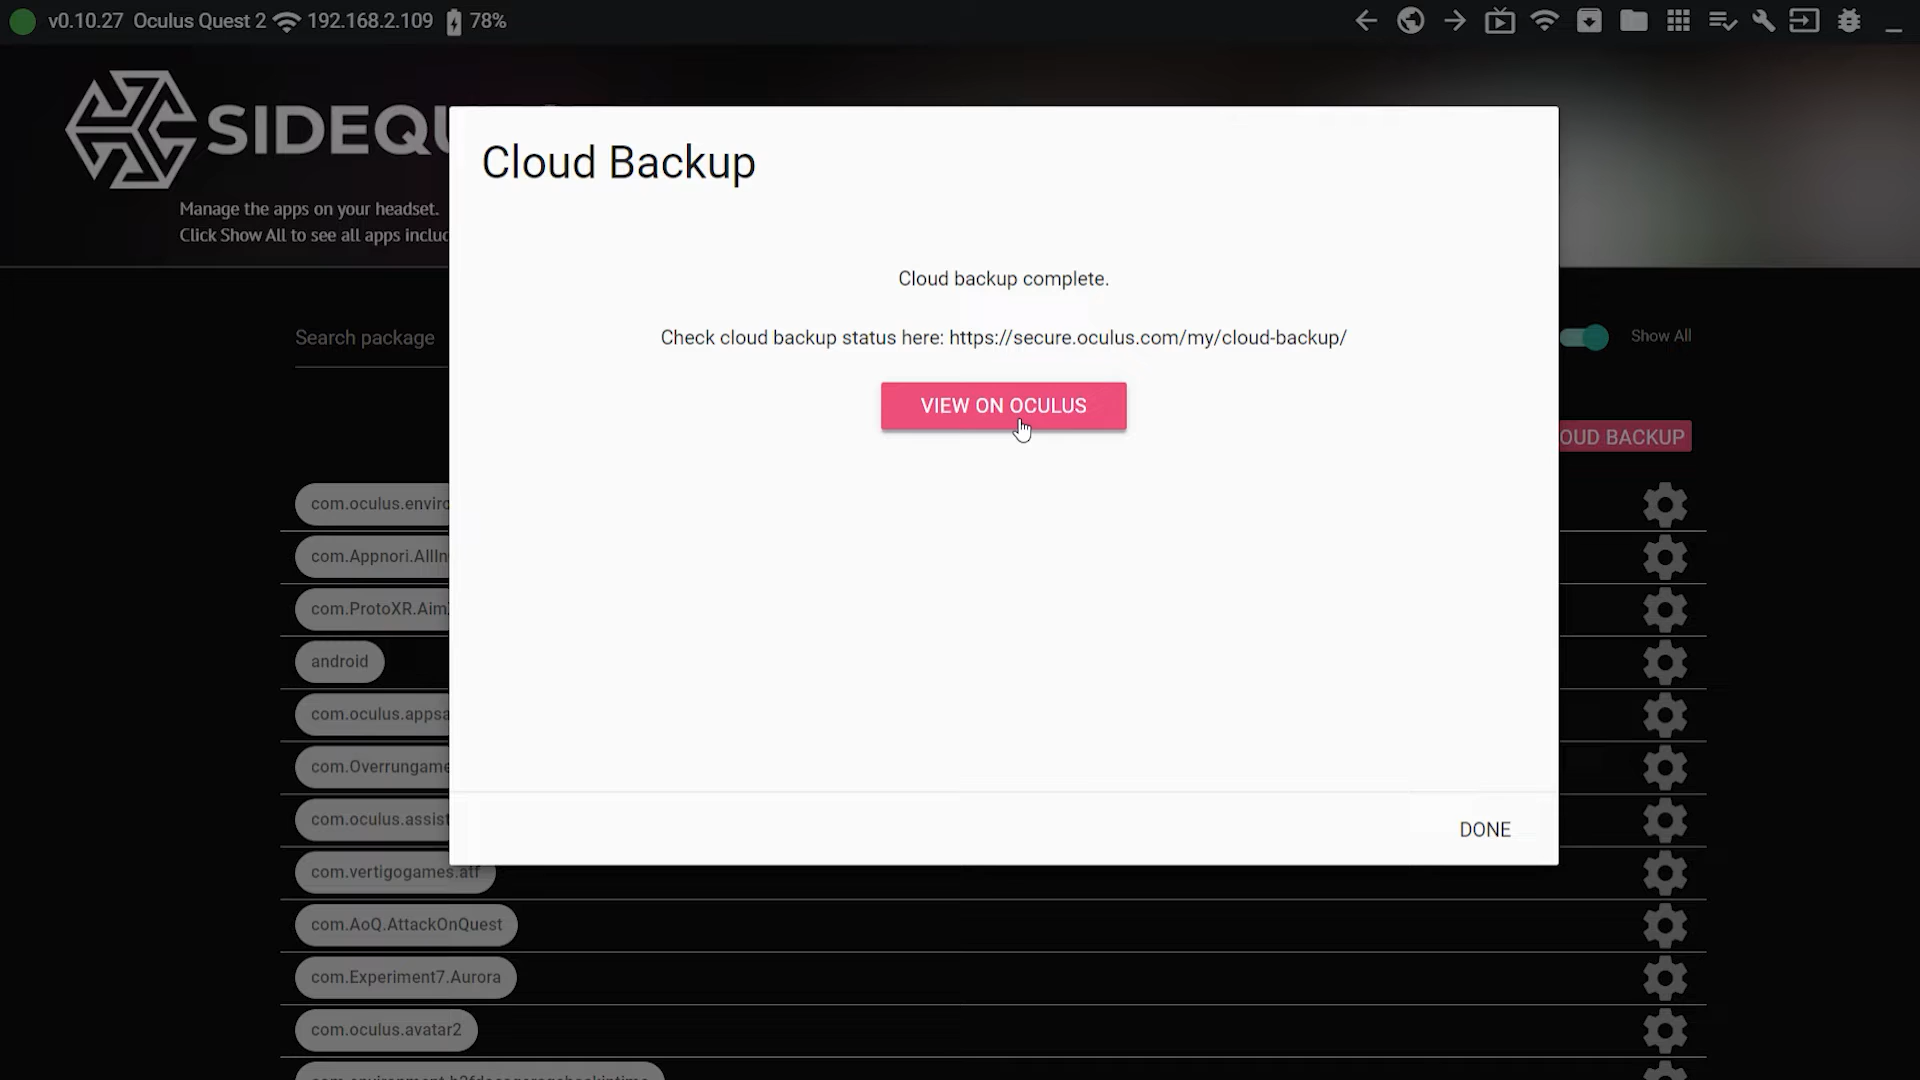 v0.10.27 Oculus Quest 2 192.168.2.109 78%
SIDEQU
Manage the apps on your headset.
Click Show All to see all apps
Cloud Backup
Cloud backup complete.
Check cloud backup status here: https://secure.oculus.com/my/cloud-backup/
VIEW ON OCULUS
DONE
Search package
Show All
OUD BACKUP
com.oculus.enviro
com.Appnori.AllIn
com.ProtoXR.Aim
android
com.oculus.appsa
com.Overrungame
com.oculus.assist
com.vertigogames.atf
com.AoQ.AttackOnQuest
com.Experiment7.Aurora
com.oculus.avatar2